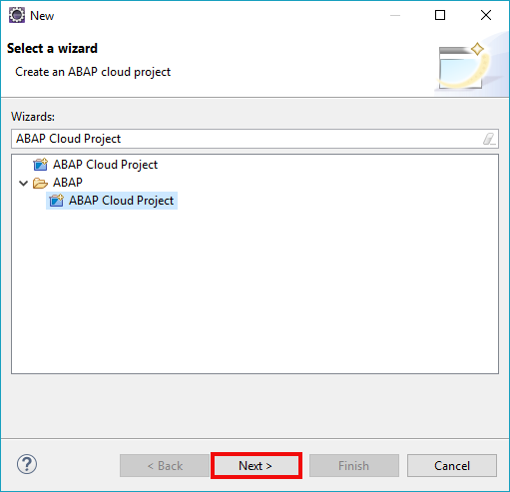 New
Select a wizard
Create an ABAP cloud project
Wizards:
ABAP Cloud Project
ABAP Cloud Project
ABAP
ABAP Cloud Project
?
< Back
Next >
Finish
Cancel